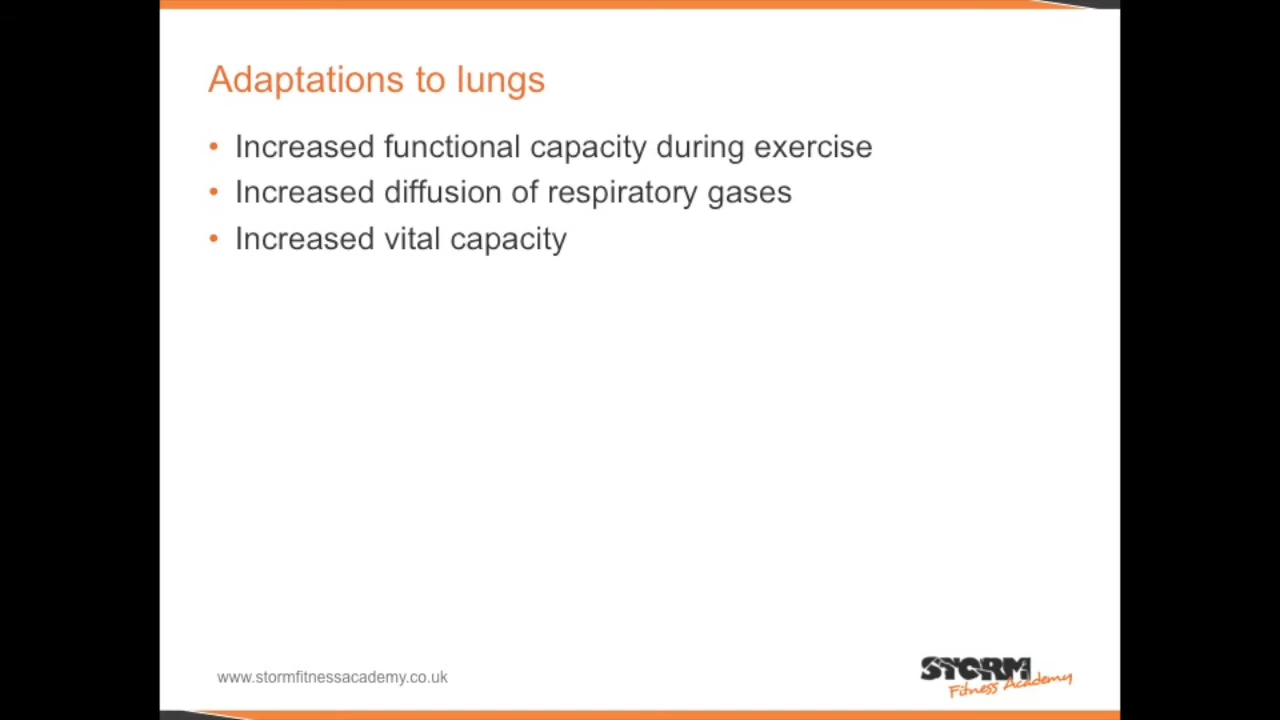 Adaptations to lungs
• Increased functional capacity during exercise
• Increased diffusion of respiratory gases
• Increased vital capacity
www.stormfitnessacademy.co.uk
STORM
Fitness Academy